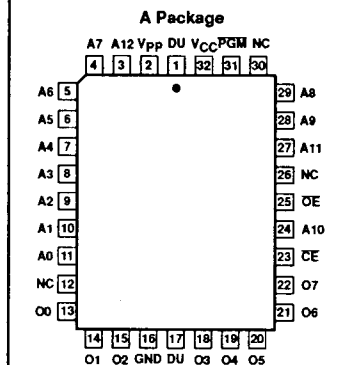 A Package
A7 A12 VPP DU VCC PGM NC
4 3 2 1 32 31 30
A6 5 29 A8
A5 6 28 A9
A4 7 27 A11
A3 8 26 NC
A2 9 25 OE
A1 10 24 A10
A0 11 23 CE
NC 12 22 O7
O0 13 21 O6
14 15 16 17 18 19 20
O1 O2 GND DU O3 O4 O5